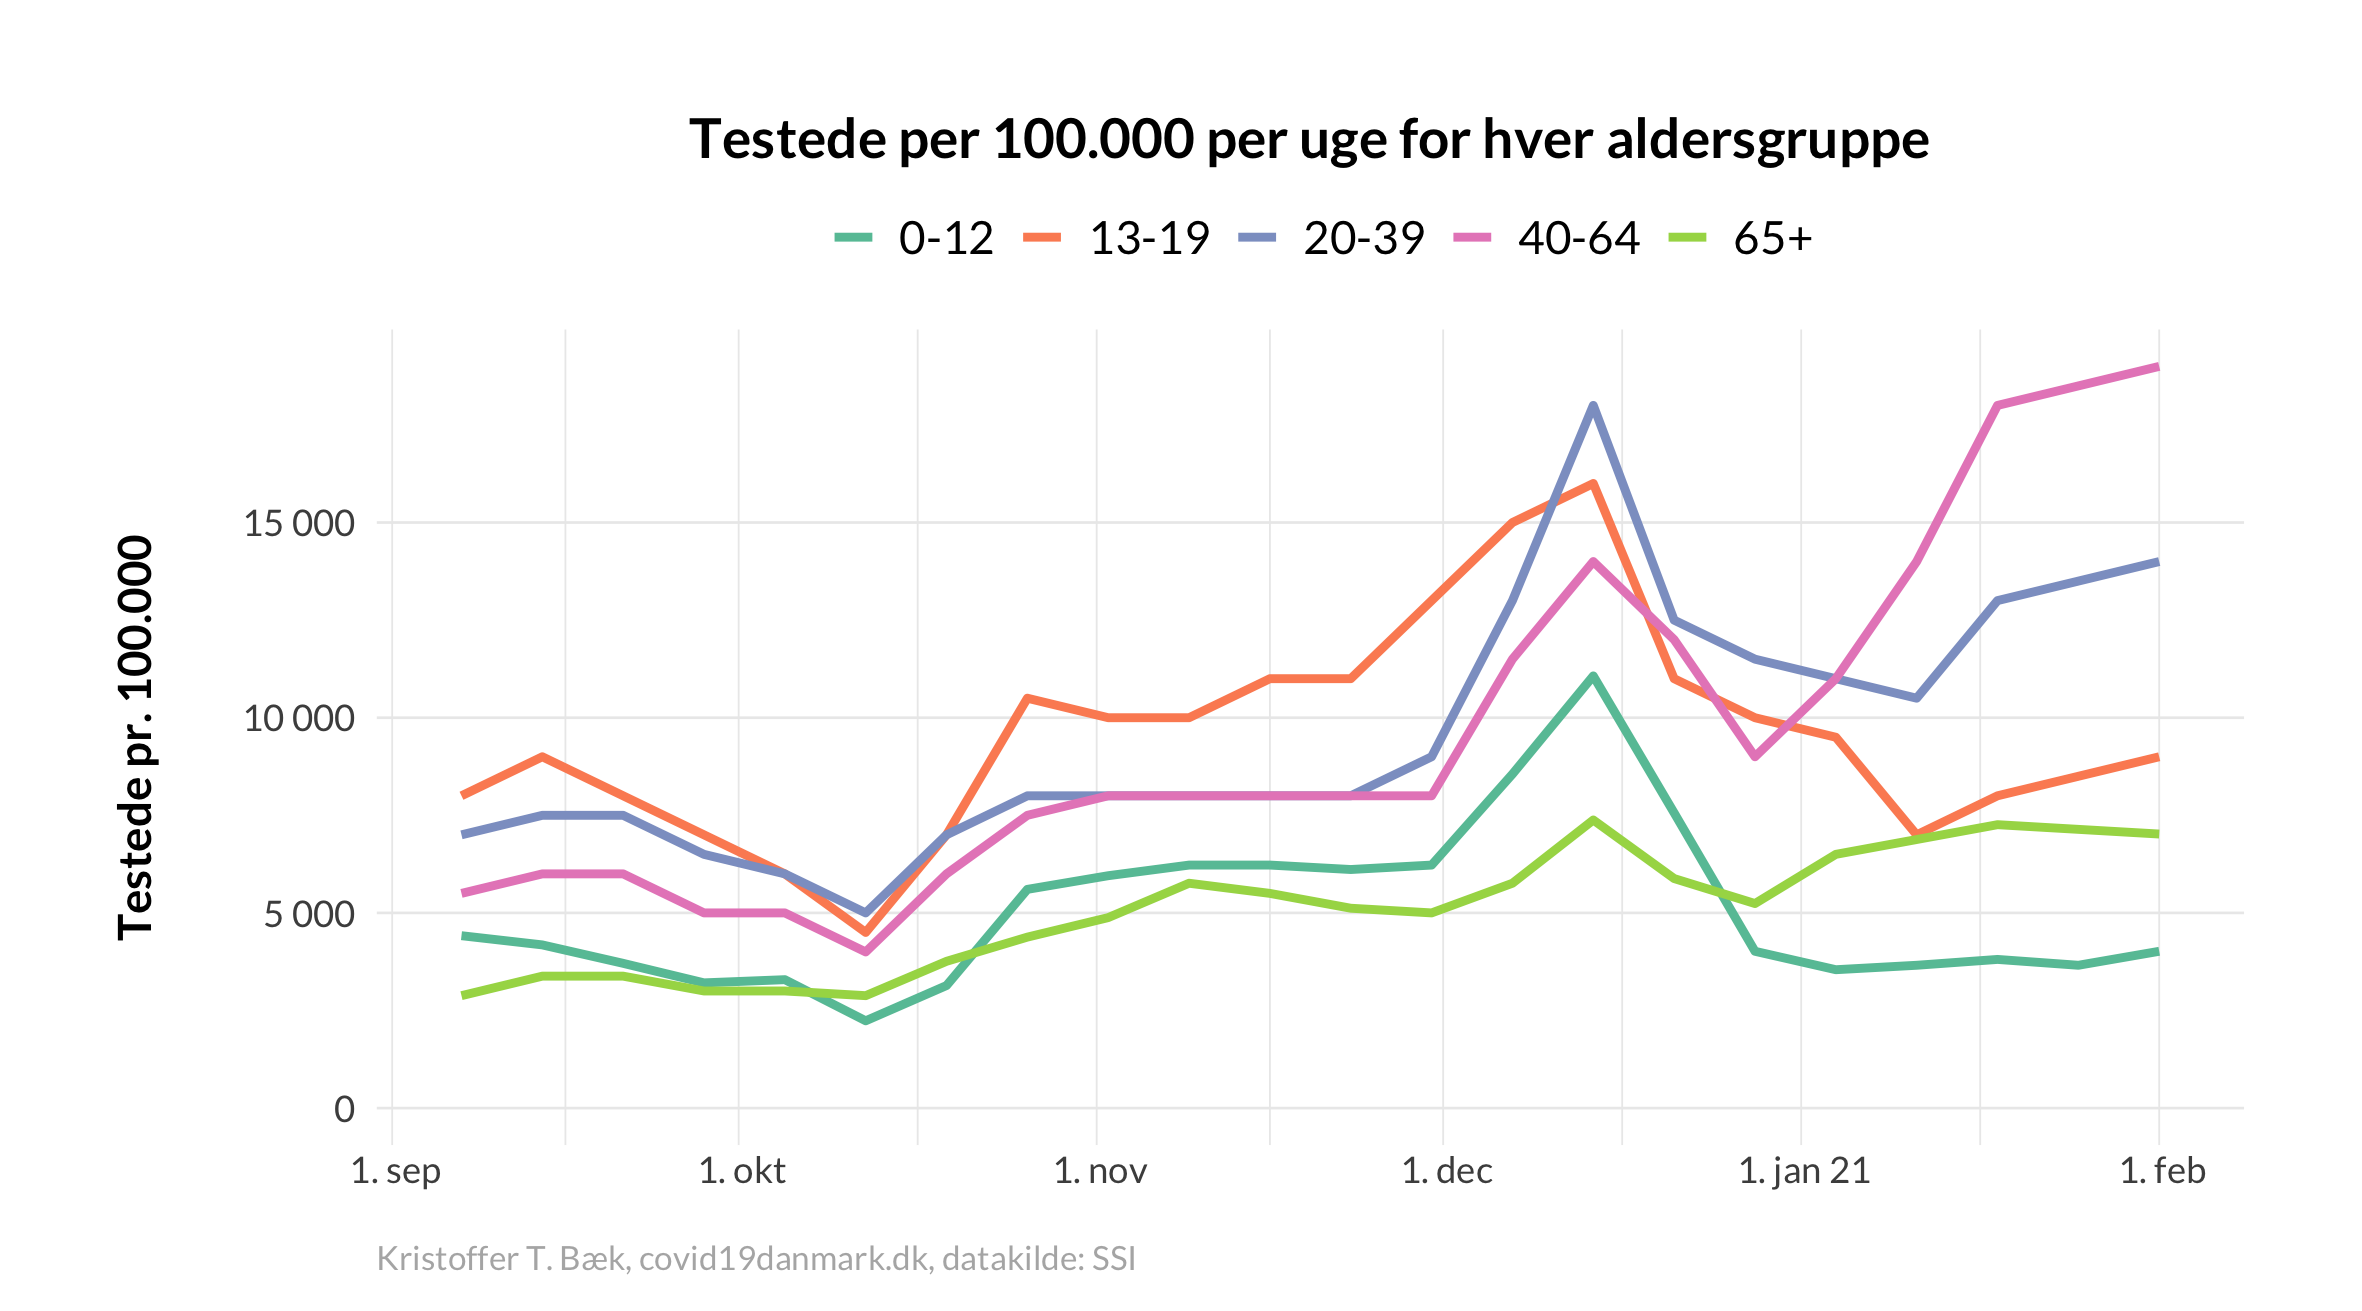 Testede per 100.000 per uge for hver aldersgruppe
0-12 13-19 20-39 40-64 65+
Testede pr. 100.000
15 000
10 000
5 000
0
1. sep 1. okt 1. nov 1. dec 1. jan 21 1. feb
Kristoffer T. Bæk, covid19danmark.dk, datakilde: SSI